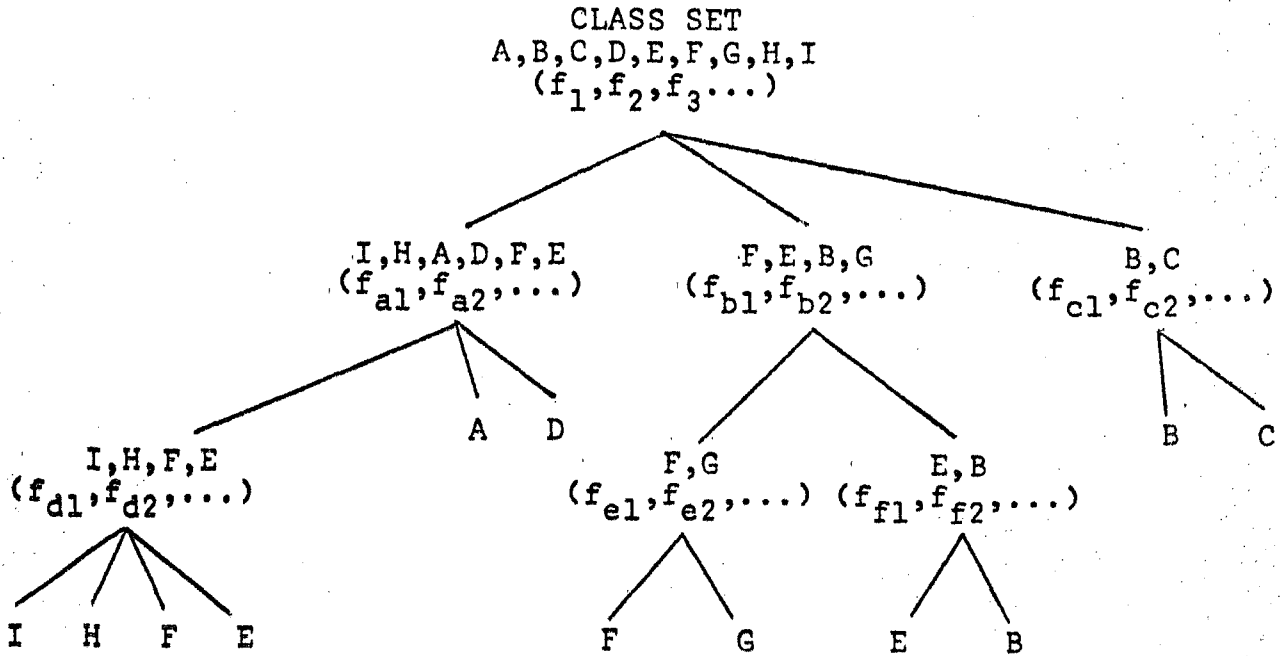 CLASS SET
A,B,C,D,E,F,G,H,I
(f1,f2,f3...)
I,H,A,D,F,E
(fa1,fa2,...)
F,E,B,G
(fb1,fb2,...)
B,C
(fc1,fc2,...)
A D
B C
I,H,F,E
(fd1,fd2,...)
F,G
(fe1,fe2,...)
E,B
(ff1,ff2,...)
I H F E
F G
E B